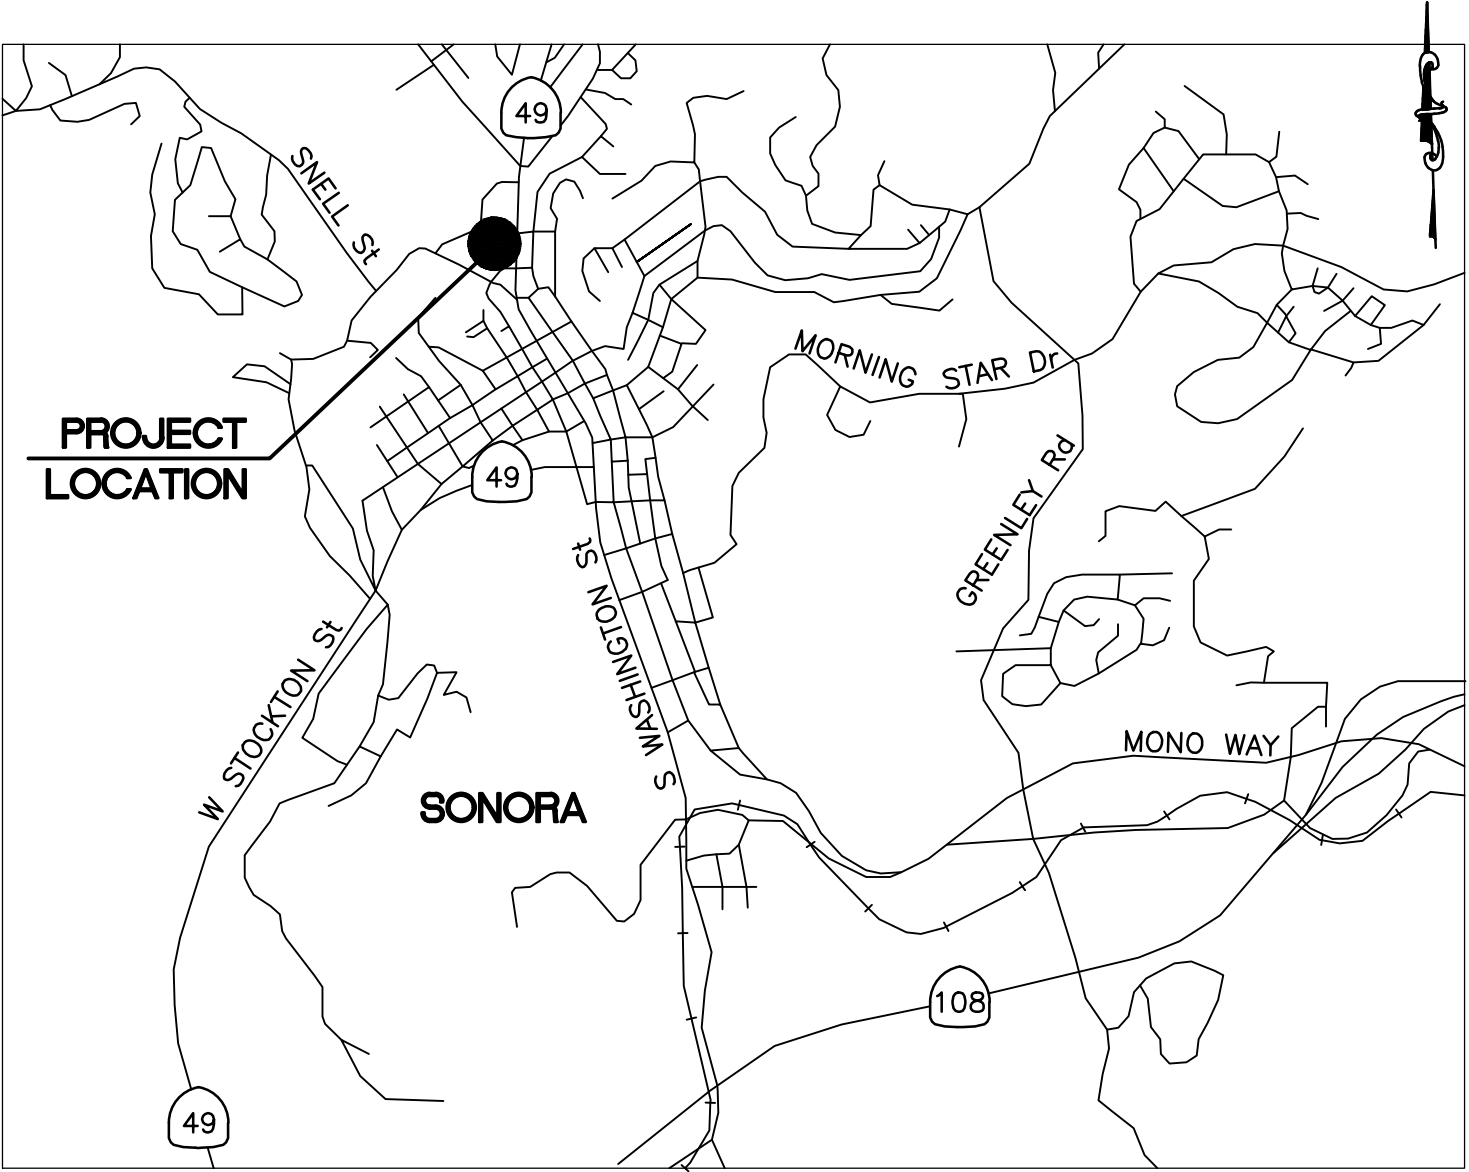 49
SNELL St
MORNING STAR Dr
PROJECT
LOCATION
49
GREENLEY Rd
S WASHINGTON St
W STOCKTON St
MONO WAY
SONORA
108
49